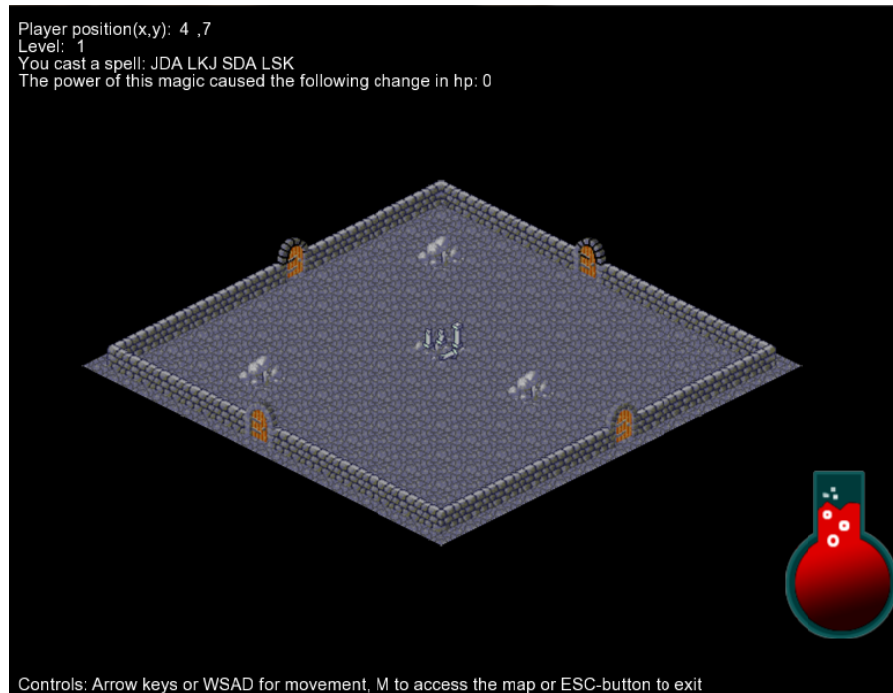 Player position(x,y): 4 ,7
Level: 1
You cast a spell: JDA LKJ SDA LSK
The power of this magic caused the following change in hp: 0
Controls: Arrow keys or WSAD for movement, M to access the map or ESC-button to exit